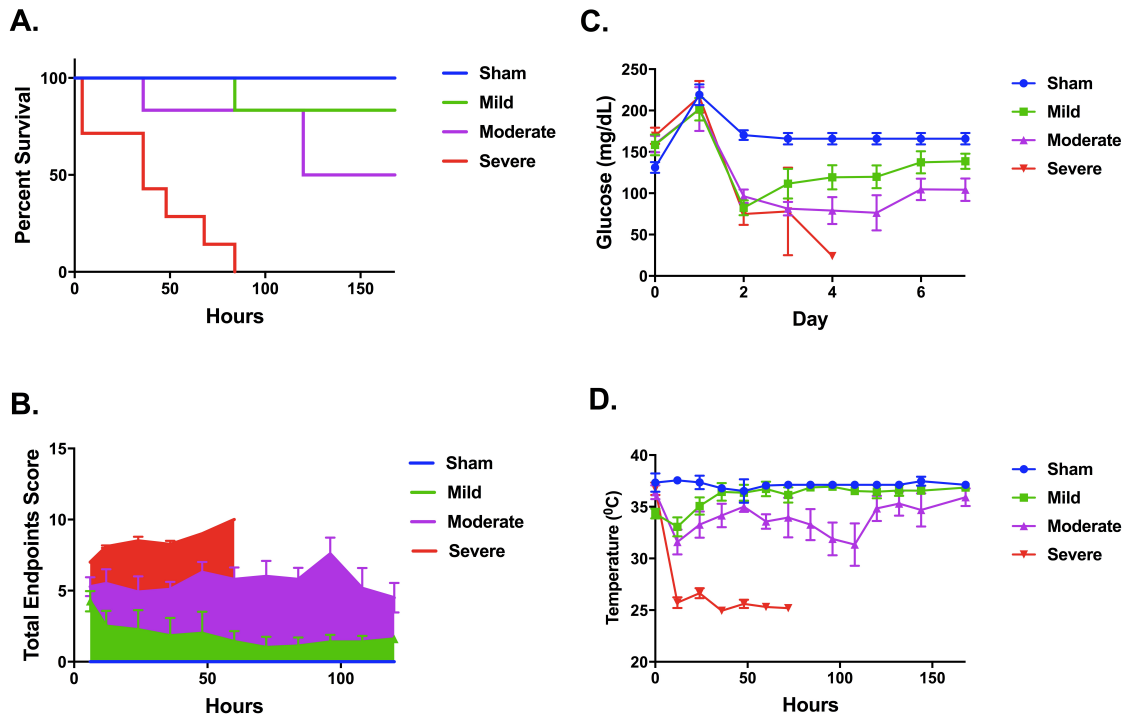 A.
Percent Survival
100
50
0
0 50 100 150
Hours
Sham
Mild
Moderate
Severe
C.
Glucose (mg/dL)
250
200
150
100
50
0
0 2 4 6
Day
Sham
Mild
Moderate
Severe
B.
Total Endpoints Score
15
10
5
0
0 50 100
Hours
Sham
Mild
Moderate
Severe
D.
Temperature (⁰C)
40
35
30
25
20
0 50 100 150
Hours
Sham
Mild
Moderate
Severe